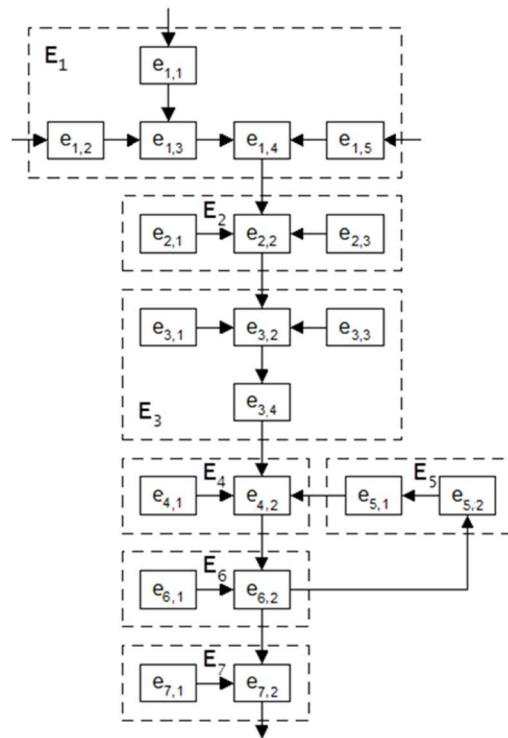 E1
e1,1
e1,2 e1,3 e1,4 e1,5
E2
e2,1 e2,2 e2,3
e3,1 e3,2 e3,3
e3,4
E3
E4 E5
e4,1 e4,2 e5,1 e5,2
E6
e6,1 e6,2
E7
e7,1 e7,2